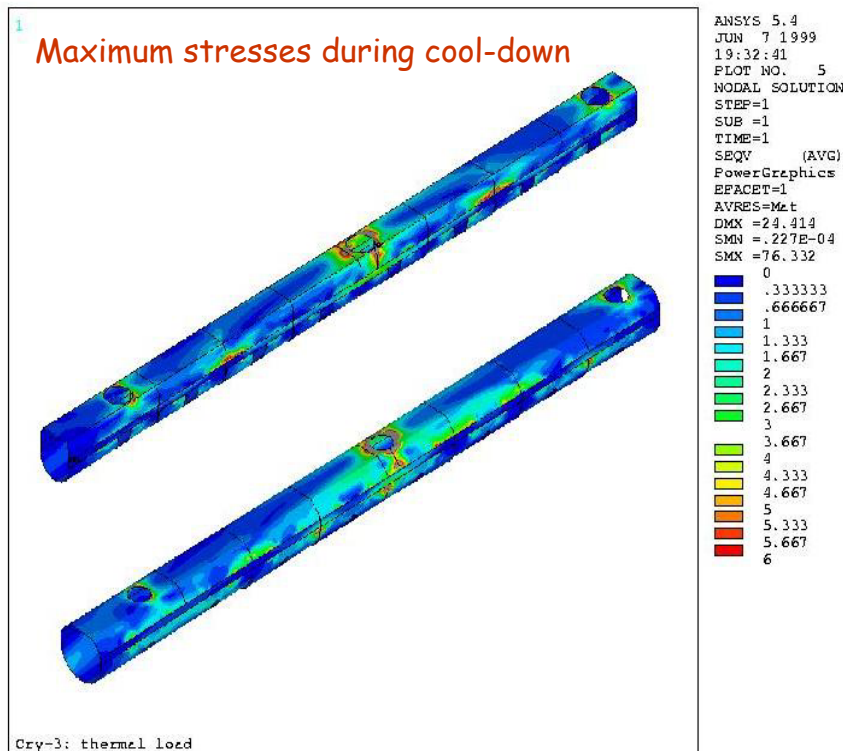 1
Maximum stresses during cool-down
ANSYS 5.4
JUN 7 1999
19:32:41
PLOT NO. 5
NODAL SOLUTION
STEP=1
SUB =1
TIME=1
SEQV (AVG)
PowerGraphics
EFACET=1
AVRES=Mat
DMX =24.414
SMN =.227E-04
SMX =76.332
0
.333333
.666667
1
1.333
1.667
2
2.333
2.667
3
3.667
4
4.333
4.667
5
5.333
5.667
6
Cry-3: thermal load